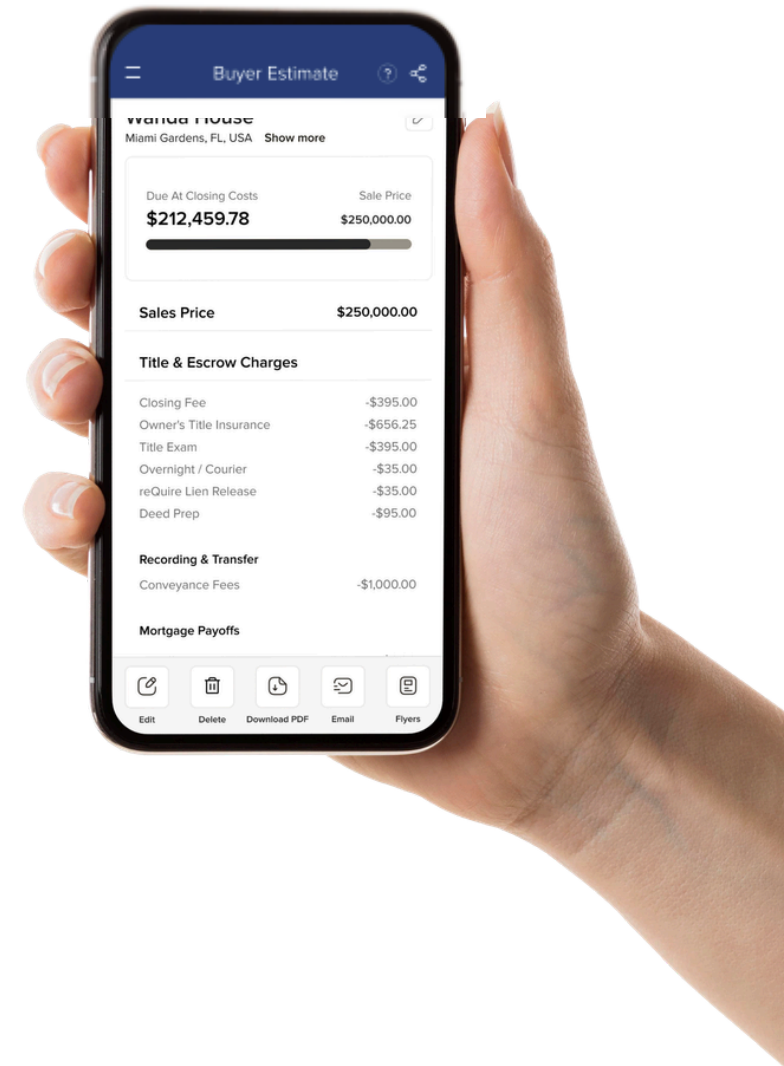 Buyer Estimate ?
Wanda House
Miami Gardens, FL, USA Show more
Due At Closing Costs Sale Price
$212,459.78 $250,000.00
Sales Price $250,000.00
Title & Escrow Charges
Closing Fee -$395.00
Owner's Title Insurance -$656.25
Title Exam -$395.00
Overnight / Courier -$35.00
reQuire Lien Release -$35.00
Deed Prep -$95.00
Recording & Transfer
Conveyance Fees -$1,000.00
Mortgage Payoffs
Edit Delete Download PDF Email Flyers